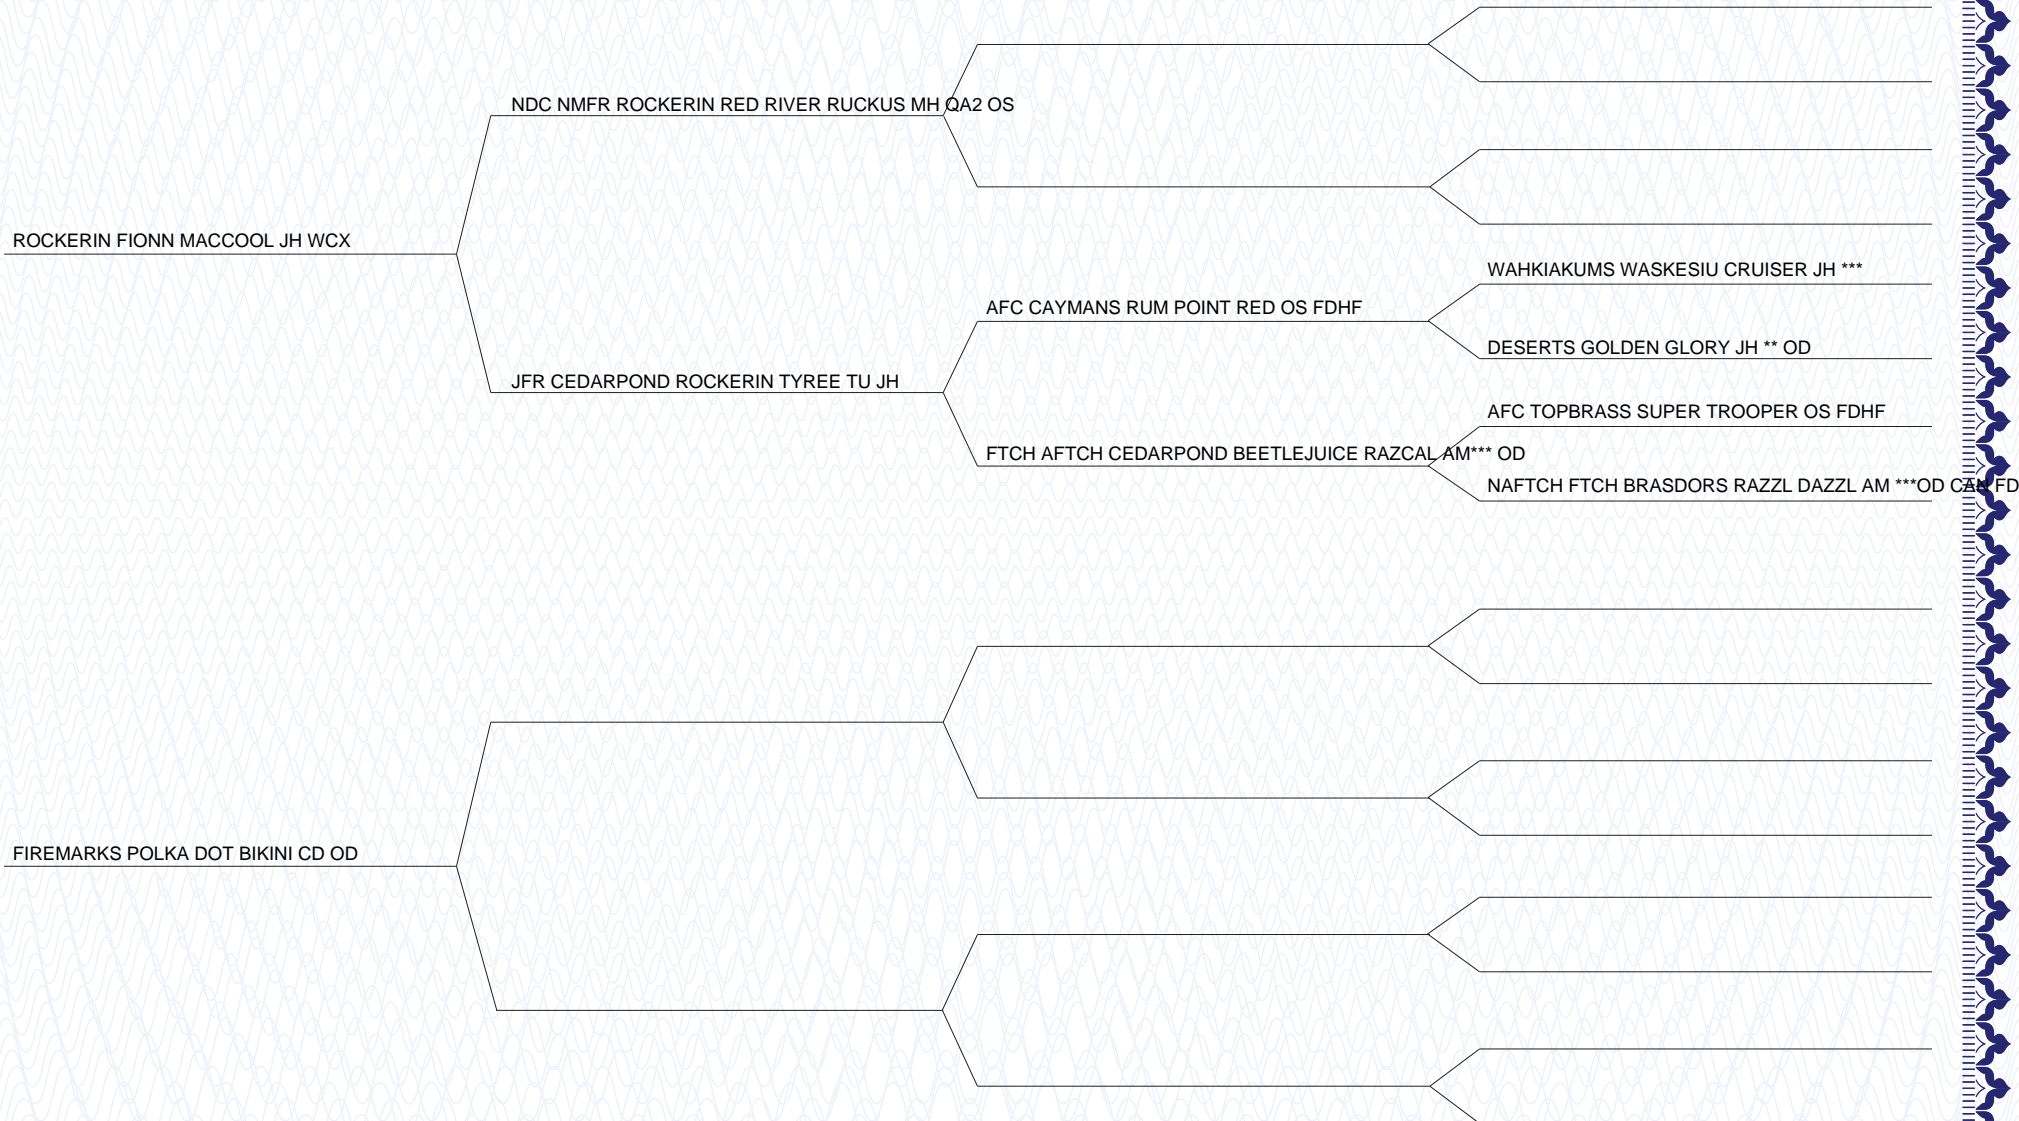 NDC NMFR ROCKERIN RED RIVER RUCKUS MH QA2 OS
ROCKERIN FIONN MACCOOL JH WCX
WAHKIAKUMS WASKESIU CRUISER JH ***
AFC CAYMANS RUM POINT RED OS FDHF
DESERTS GOLDEN GLORY JH ** OD
JFR CEDARPOND ROCKERIN TYREE TU JH
AFC TOPBRASS SUPER TROOPER OS FDHF
FTCH AFTCH CEDARPOND BEETLEJUICE RAZCAL AM*** OD
NAFTCH FTCH BRASDORS RAZZL DAZZL AM ***OD CAN FD
FIREMARKS POLKA DOT BIKINI CD OD